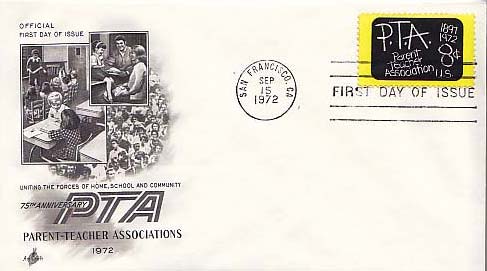 OFFICIAL
FIRST DAY OF ISSUE
UNITING THE FORCES OF HOME, SCHOOL AND COMMUNITY
75TH ANNIVERSARY
PTA
PARENT-TEACHER ASSOCIATIONS
1972
ArtCraft
SAN FRANCISCO, CA
SEP
15
1972
FIRST DAY OF ISSUE
P.T.A.
1897
1972
Parent
Teacher
Association
8¢
U.S.